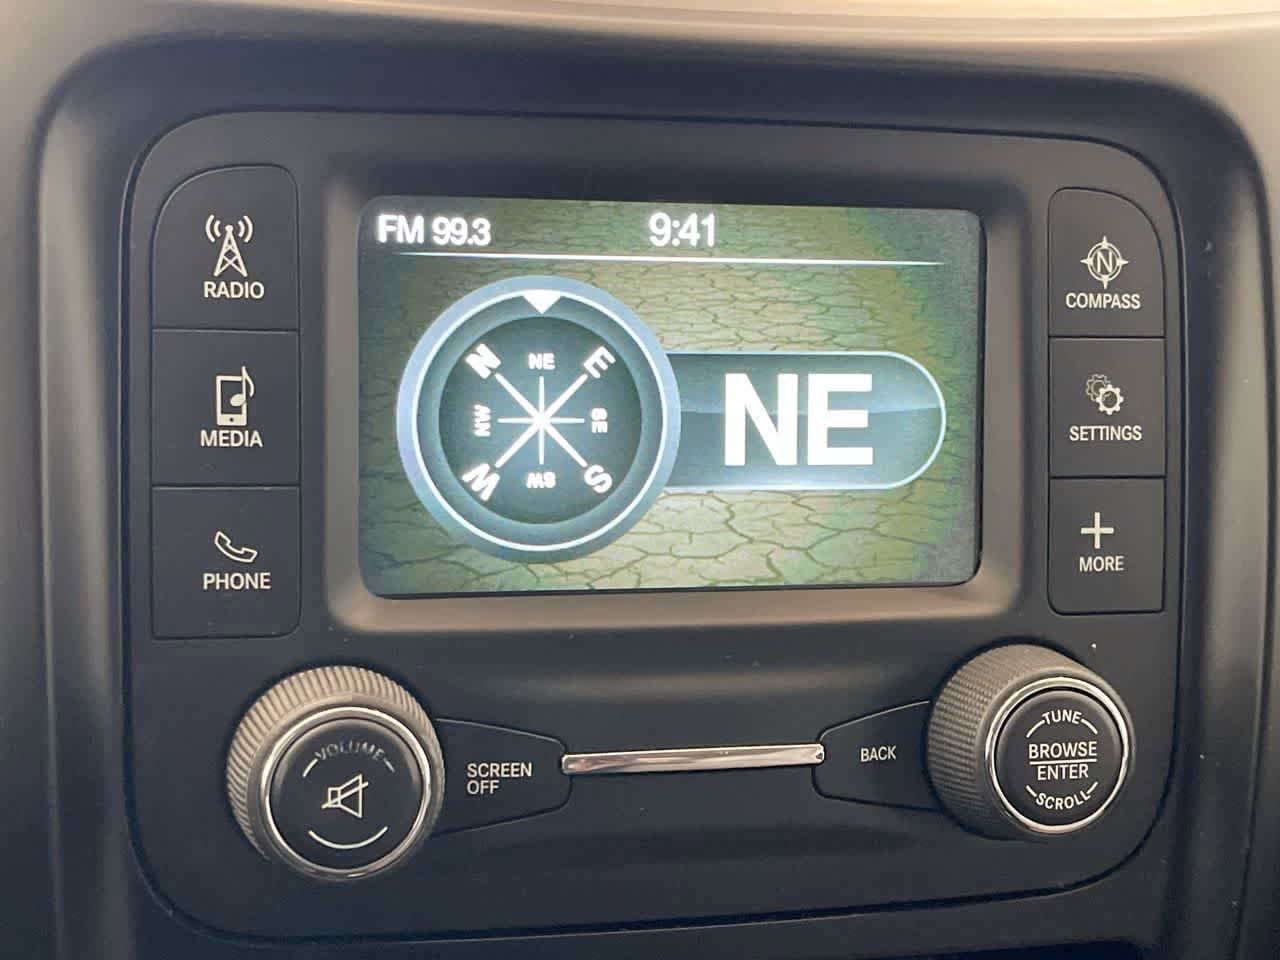 FM 99.3
9:41
RADIO
MEDIA
PHONE
N
NE
E
NW
SE
W
SW
S
NE
N
COMPASS
SETTINGS
MORE
VOLUME
SCREEN
OFF
BACK
TUNE
BROWSE
ENTER
SCROLL